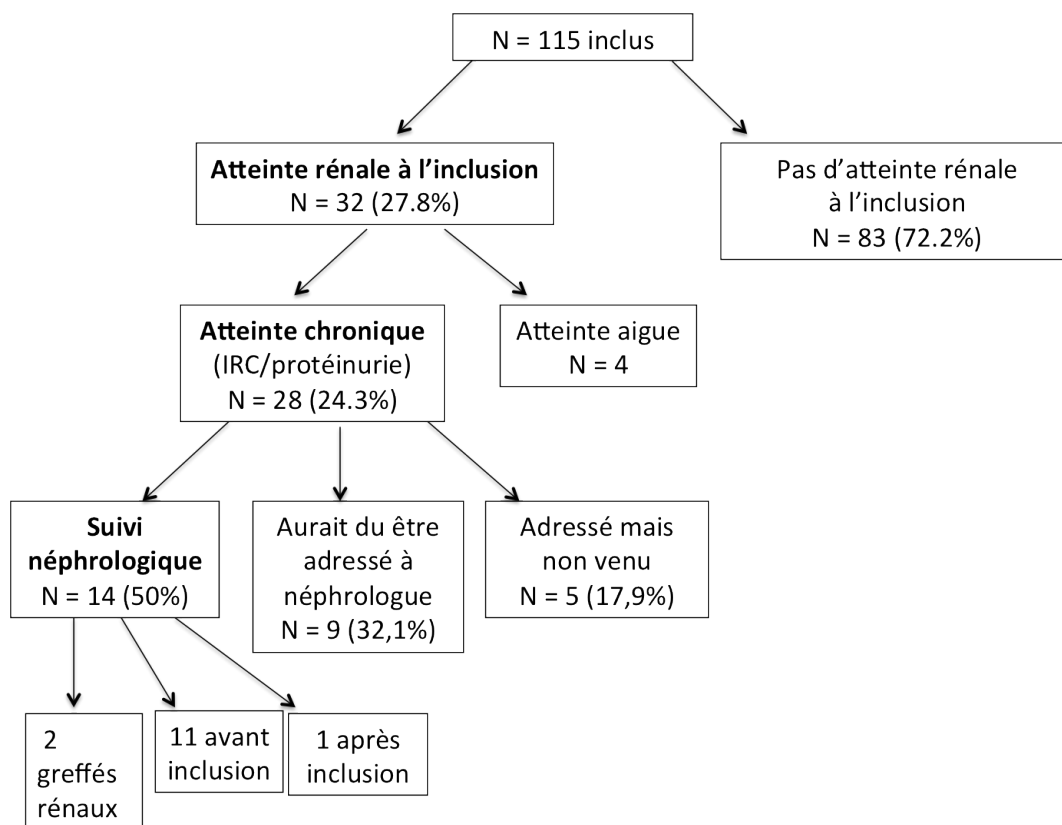 N = 115 inclus
Atteinte rénale à l’inclusion
N = 32 (27.8%)
Pas d’atteinte rénale
à l’inclusion
N = 83 (72.2%)
Atteinte chronique
(IRC/protéinurie)
N = 28 (24.3%)
Atteinte aigue
N = 4
Suivi
néphrologique
N = 14 (50%)
Aurait du être
adressé à
néphrologue
N = 9 (32,1%)
Adressé mais
non venu
N = 5 (17,9%)
2
greffés
rénaux
11 avant
inclusion
1 après
inclusion